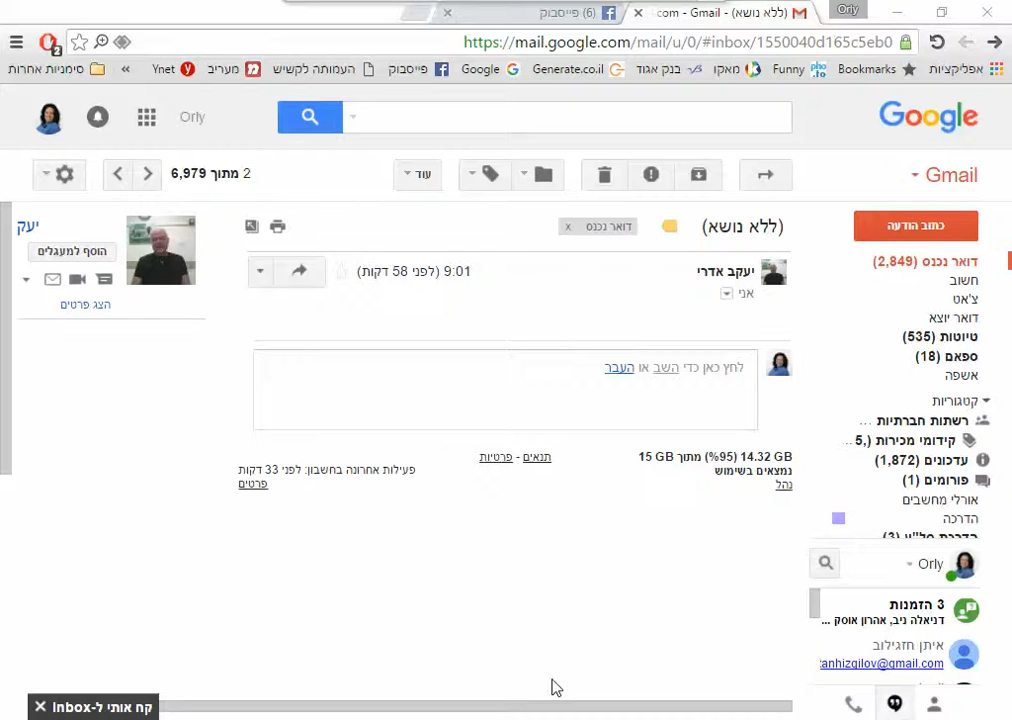 (ללא נושא) - com - Gmail
(6) פייסבוק
Orly
https://mail.google.com/mail/u/0/#inbox/1550040d165c5eb0
2
אפליקציות
Bookmarks
Funny
מאקו
בנק אגוד
Generate.co.il
Google
פייסבוק
העמותה לקשיש
מעריב
Ynet
»
סימניות אחרות
Google
Orly
Gmail
עוד
2 מתוך 6,979
כתוב הודעה
דואר נכנס (2,849)
חשוב
צ'אט
דואר יוצא
טיוטות (535)
ספאם (18)
אשפה
קטגוריות
רשתות חברתיות ...
קידומי מכירות (5,...
עדכונים (1,872)
פורומים (1)
אורלי מחשבים
הדרכה
הדרכת סל"ע (3)
Orly
3 הזמנות
דניאלה ניב, אהרון אוסק ...
איתן חזגילוב
tanhizgilov@gmail.com
(ללא נושא)
דואר נכנס x
יעקב אדרי
9:01 (לפני 58 דקות)
אני
לחץ כאן כדי השב או העבר
14.32 GB (95%) מתוך 15 GB
נמצאים בשימוש
נהל
תנאים - פרטיות
פעילות אחרונה בחשבון: לפני 33 דקות
פרטים
יעק
הוסף למעגלים
הצג פרטים
קח אותי ל-Inbox